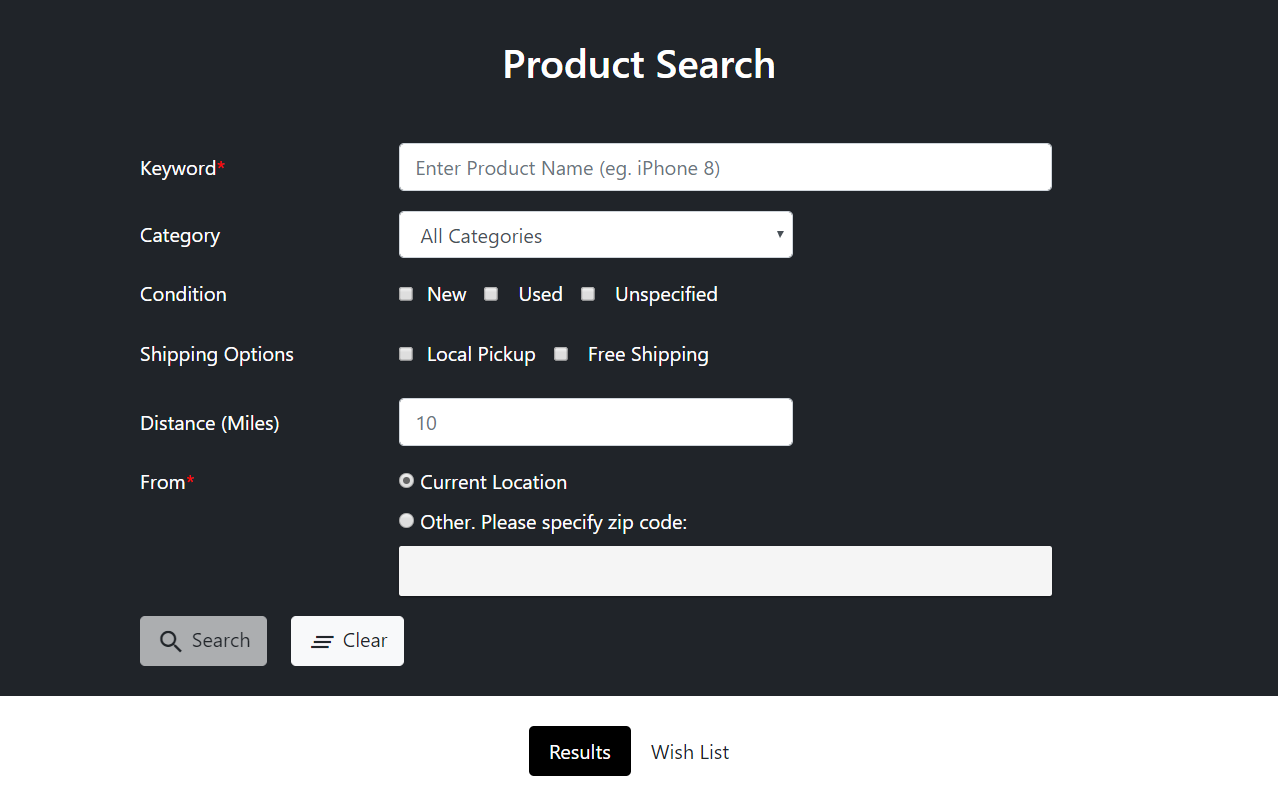 Product Search
Keyword*
Enter Product Name (eg. iPhone 8)
Category
All Categories
Condition
New Used Unspecified
Shipping Options
Local Pickup Free Shipping
Distance (Miles)
10
From*
Current Location
Other. Please specify zip code:
Search Clear
Results Wish List